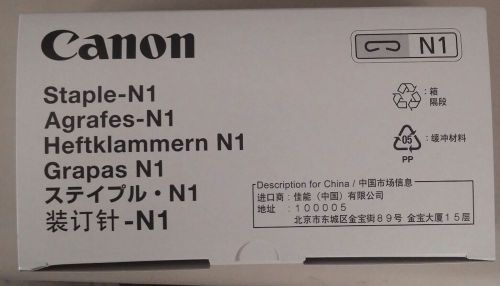 Canon
N1
Staple-N1
Agrafes-N1
Heftklammern N1
Grapas N1
ステイプル・N1
装订针-N1
：箱
隔段
05
PP
：缓冲材料
Description for China / 中国市场信息
进口商：佳能（中国）有限公司
地址 ：100005
北京市东城区金宝街89号 金宝大厦15层